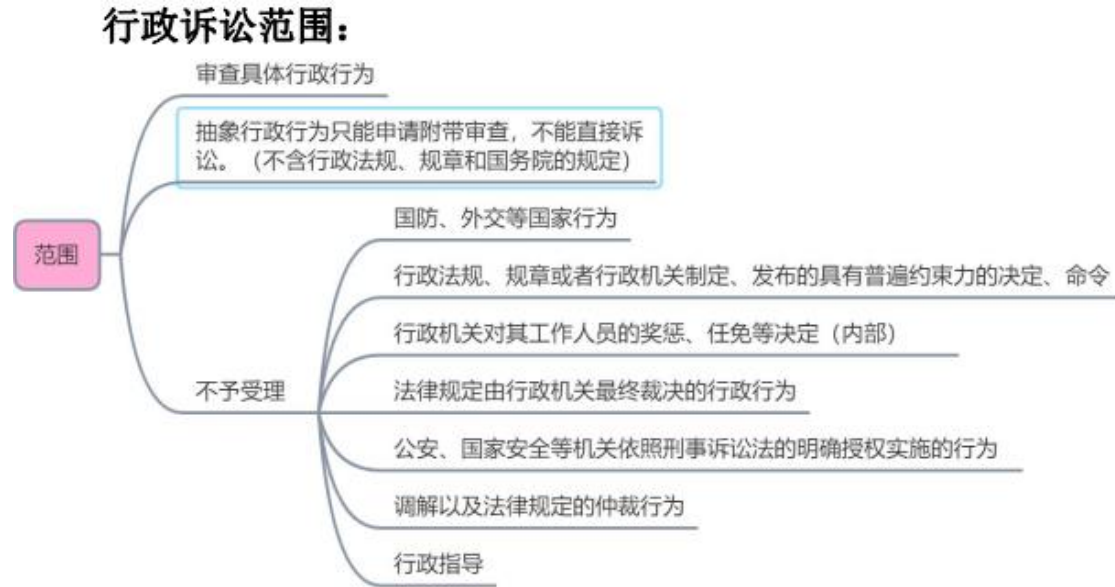 行政诉讼范围：
审查具体行政行为
抽象行政行为只能申请附带审查，不能直接诉
讼。（不含行政法规、规章和国务院的规定）
范围
国防、外交等国家行为
行政法规、规章或者行政机关制定、发布的具有普遍约束力的决定、命令
行政机关对其工作人员的奖惩、任免等决定（内部）
不予受理
法律规定由行政机关最终裁决的行政行为
公安、国家安全等机关依照刑事诉讼法的明确授权实施的行为
调解以及法律规定的仲裁行为
行政指导